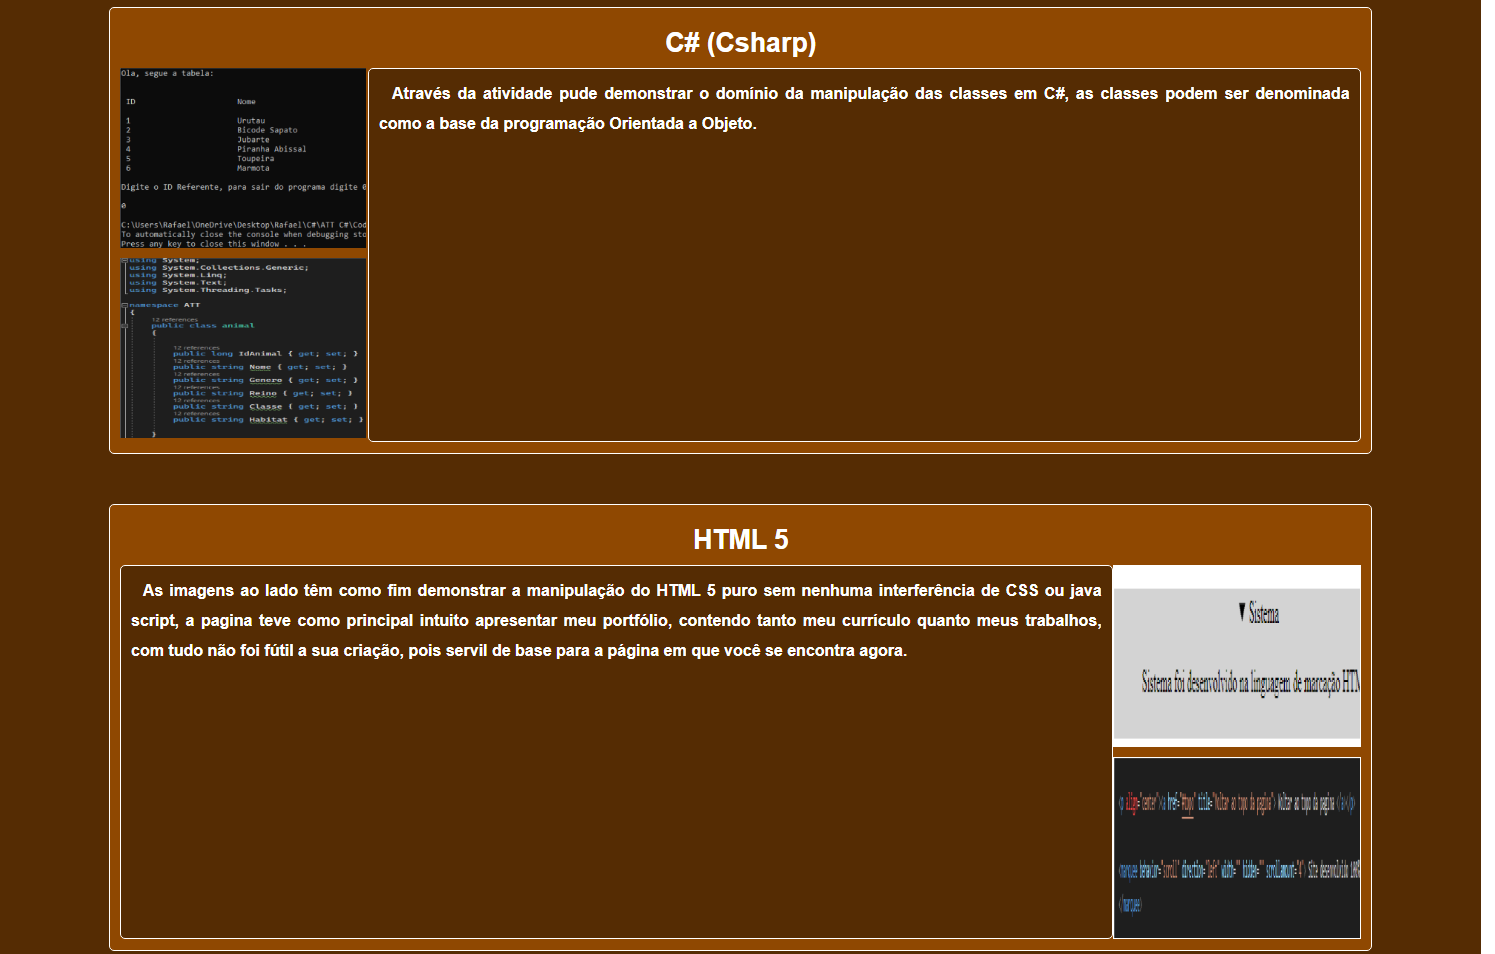 C# (Csharp)
Ola, segue a tabela:
ID Nome
1 Urutau
2 Bicode Sapato
3 Jubarte
4 Piranha Abissal
5 Toupeira
6 Marmota
Digite o ID Referente, para sair do programa digite 0
0
C:\Users\Rafael\OneDrive\Desktop\Rafael\C#\ATT C#\Cod
To automatically close the console when debugging sto
Press any key to close this window . . .
using System;
using System.Collections.Generic;
using System.Linq;
using System.Text;
using System.Threading.Tasks;
namespace ATT
{
12 references
public class animal
{
12 references
public long IdAnimal { get; set; }
12 references
public string Nome { get; set; }
12 references
public string Genero { get; set; }
12 references
public string Reino { get; set; }
12 references
public string Classe { get; set; }
12 references
public string Habitat { get; set; }
}
Através da atividade pude demonstrar o domínio da manipulação das classes em C#, as classes podem ser denominada
como a base da programação Orientada a Objeto.
HTML 5
As imagens ao lado têm como fim demonstrar a manipulação do HTML 5 puro sem nenhuma interferência de CSS ou java
script, a pagina teve como principal intuito apresentar meu portfólio, contendo tanto meu currículo quanto meus trabalhos,
com tudo não foi fútil a sua criação, pois servil de base para a página em que você se encontra agora.
▼ Sistema
Sistema foi desenvolvido na linguagem de marcação HTM
<p align="center"><a href="#topo" title="Voltar ao topo da pagina"> Voltar ao topo da pagina </a></p>
<marquee behavior="scroll" direction="left" width="" hidden="" scrollamount="4"> Site desenvolvido 100%
</marquee>